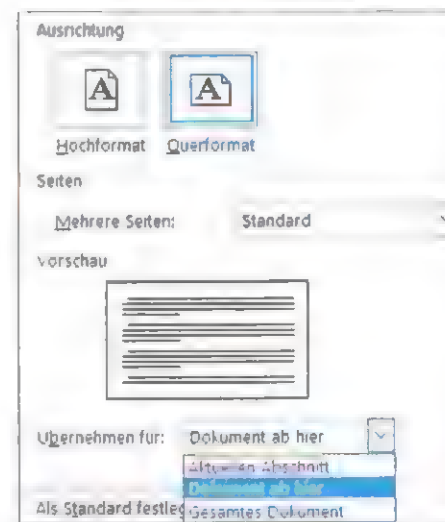 Ausrichtung
A A
Hochformat Querformat
Seiten
Mehrere Seiten: Standard
Vorschau
Übernehmen für: Dokument ab hier
Aktuellen Abschnitt
Dokument ab hier
Als Standard festleg Gesamtes Dokument